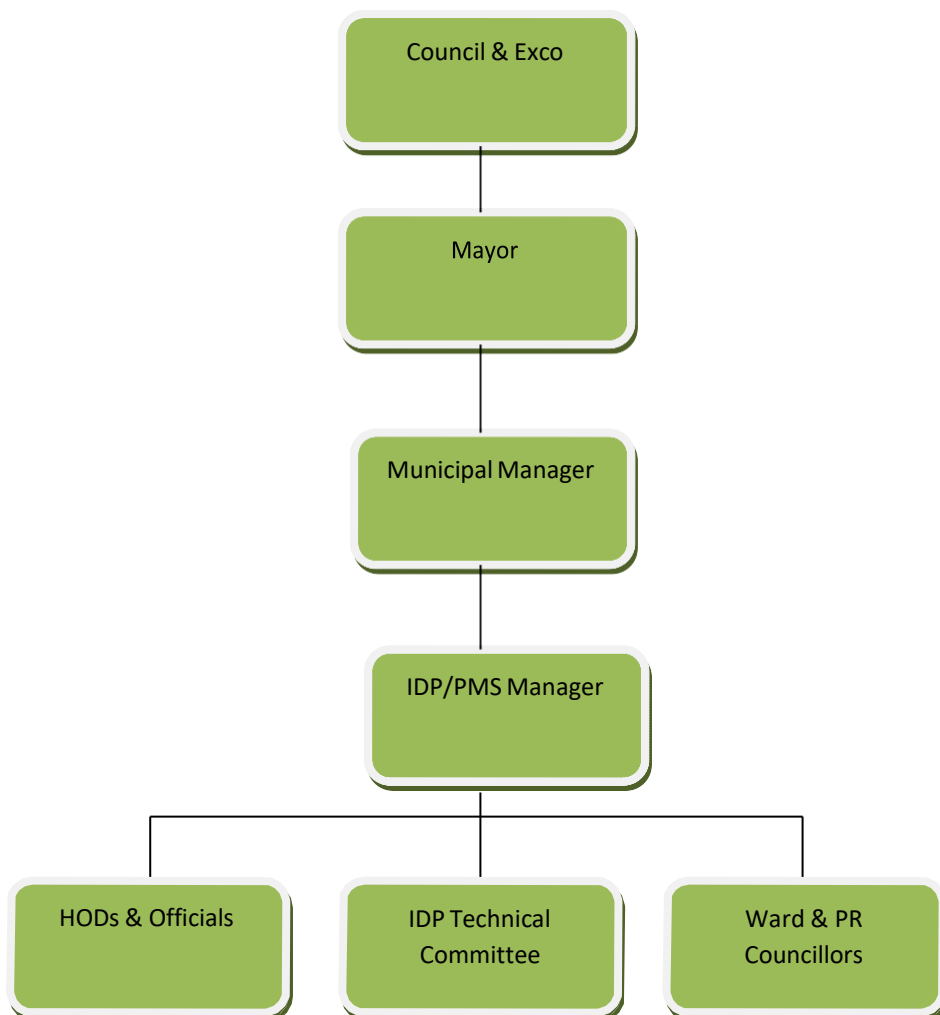 Council & Exco
Mayor
Municipal Manager
IDP/PMS Manager
HODs & Officials
IDP Technical
Committee
Ward & PR
Councillors